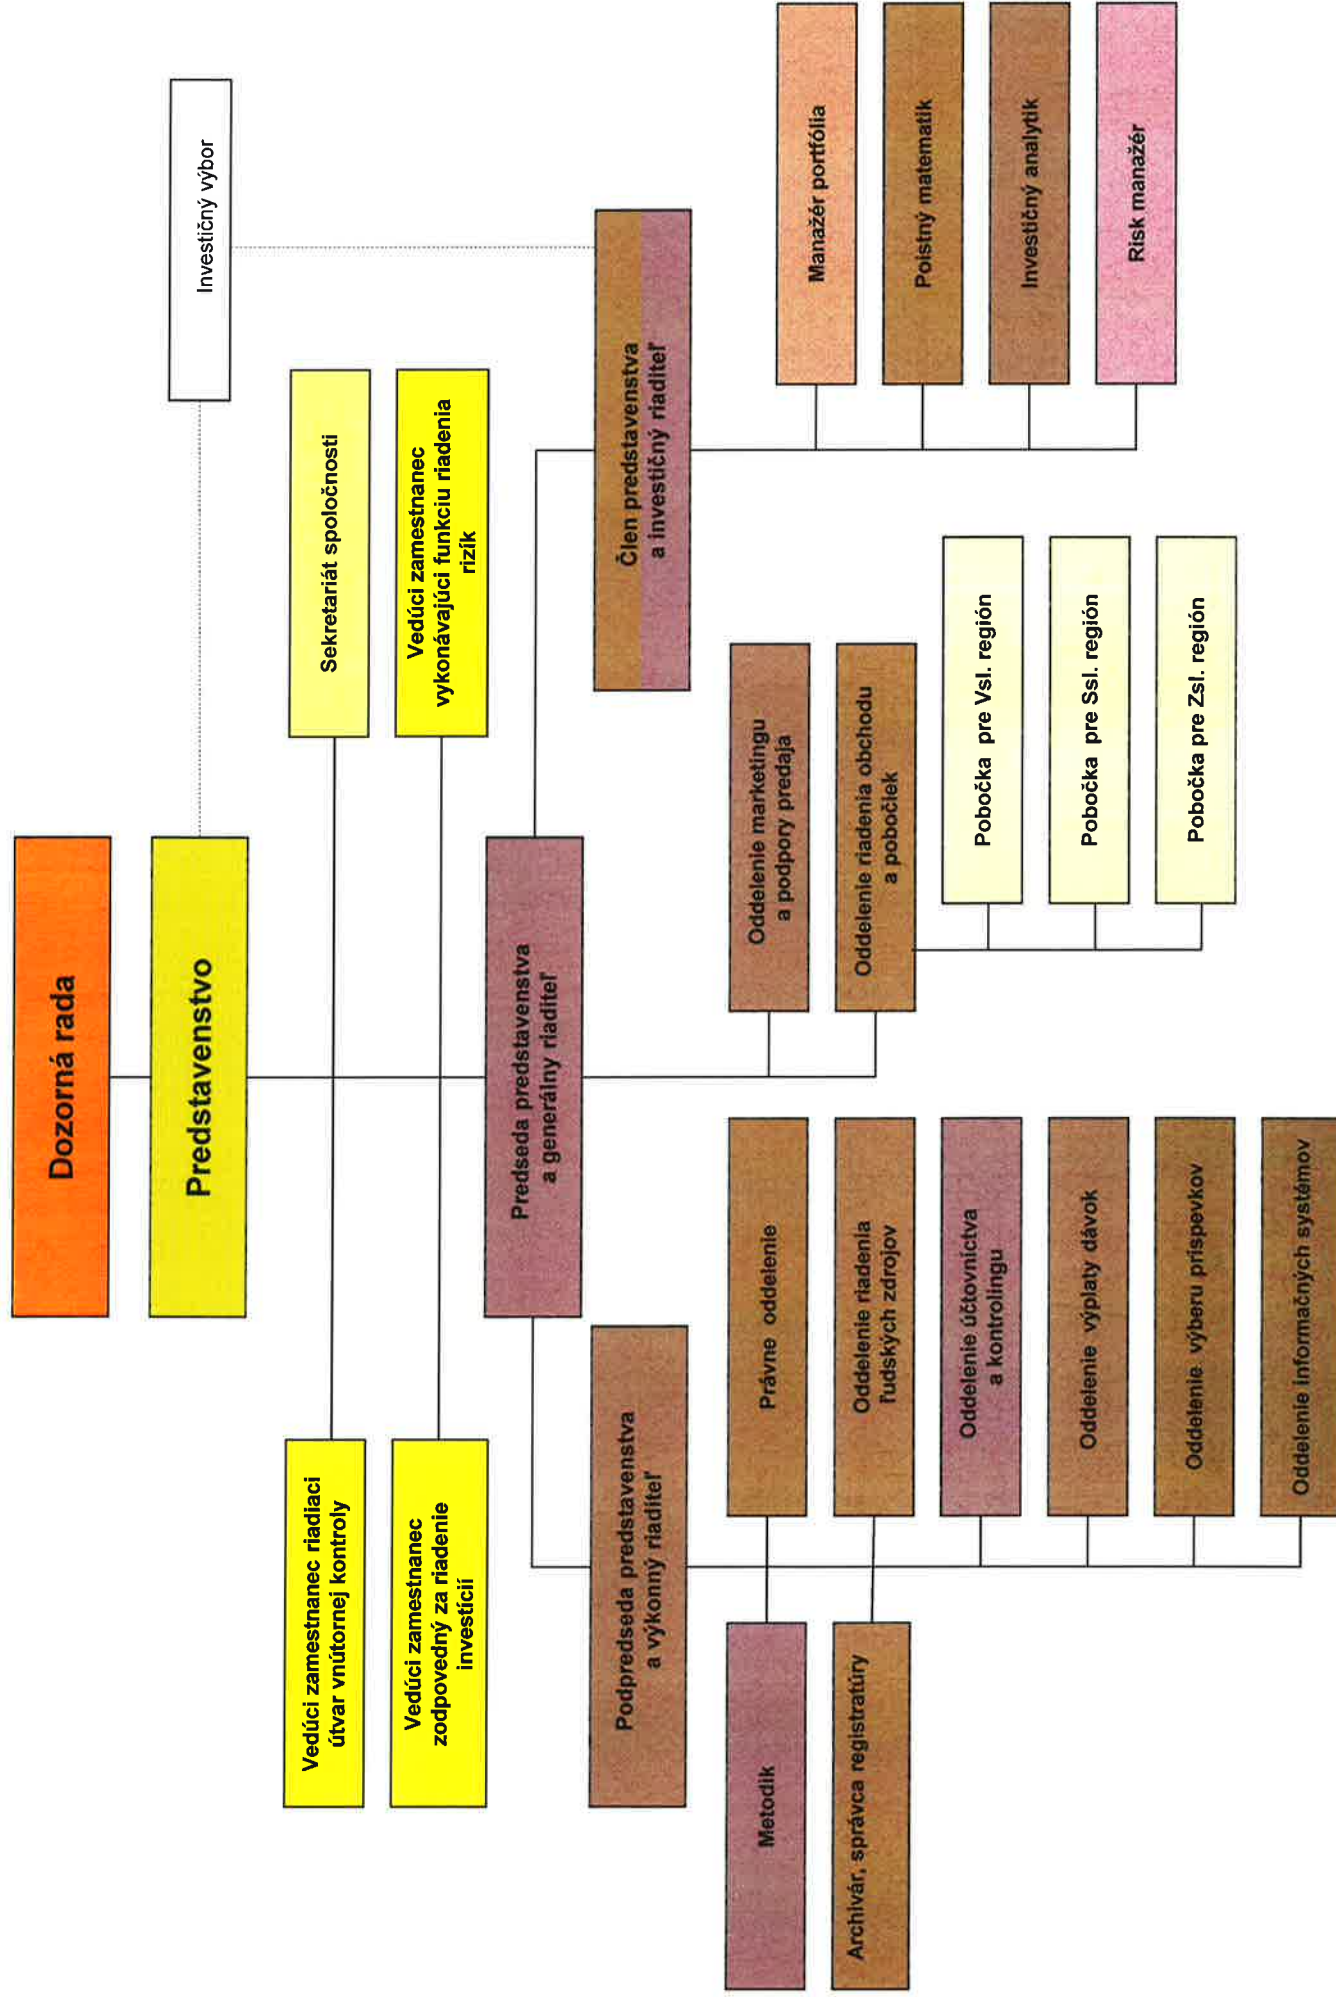 Dozorná rada
Predstavenstvo
Investičný výbor
Vedúci zamestnanec riadiaci
útvar vnútornej kontroly
Sekretariát spoločnosti
Vedúci zamestnanec
zodpovedný za riadenie
investícií
Vedúci zamestnanec
vykonávajúci funkciu riadenia
rizík
Predseda predstavenstva
a generálny riaditeľ
Podpredseda predstavenstva
a výkonný riaditeľ
Člen predstavenstva
a investičný riaditeľ
Metodik
Archivár, správca registratúry
Právne oddelenie
Oddelenie riadenia
ľudských zdrojov
Oddelenie účtovníctva
a kontrolingu
Oddelenie výplaty dávok
Oddelenie výberu príspevkov
Oddelenie informačných systémov
Oddelenie marketingu
a podpory predaja
Oddelenie riadenia obchodu
a pobočiek
Pobočka pre Vsl. región
Pobočka pre Ssl. región
Pobočka pre Zsl. región
Manažér portfólia
Poistný matematik
Investičný analytik
Risk manažér